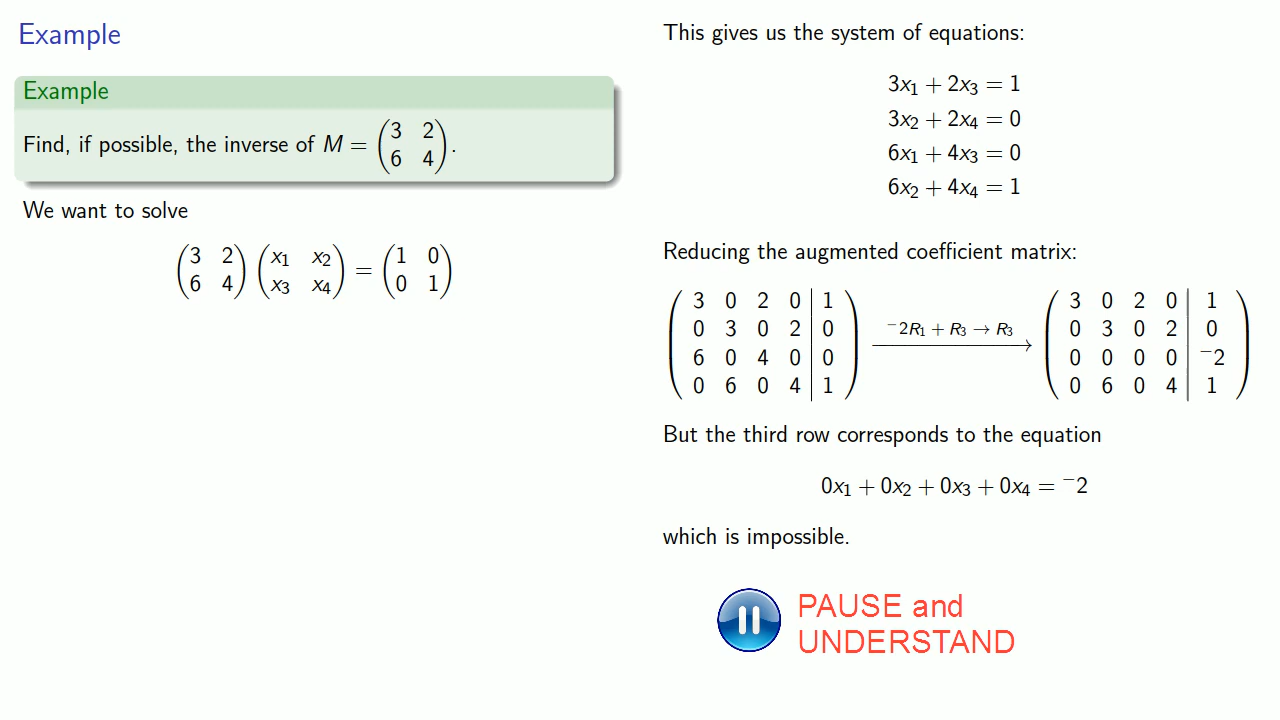 Example
Example
Find, if possible, the inverse of M = (3 2
6 4).
We want to solve
(3 2
6 4) (x₁ x₂
x₃ x₄) = (1 0
0 1)
This gives us the system of equations:
3x₁ + 2x₃ = 1
3x₂ + 2x₄ = 0
6x₁ + 4x₃ = 0
6x₂ + 4x₄ = 1
Reducing the augmented coefficient matrix:
(3 0 2 0 | 1
0 3 0 2 | 0
6 0 4 0 | 0
0 6 0 4 | 1)
⁻2R₁ + R₃ → R₃
(3 0 2 0 | 1
0 3 0 2 | 0
0 0 0 0 | ⁻2
0 6 0 4 | 1)
But the third row corresponds to the equation
0x₁ + 0x₂ + 0x₃ + 0x₄ = ⁻2
which is impossible.
PAUSE and
UNDERSTAND